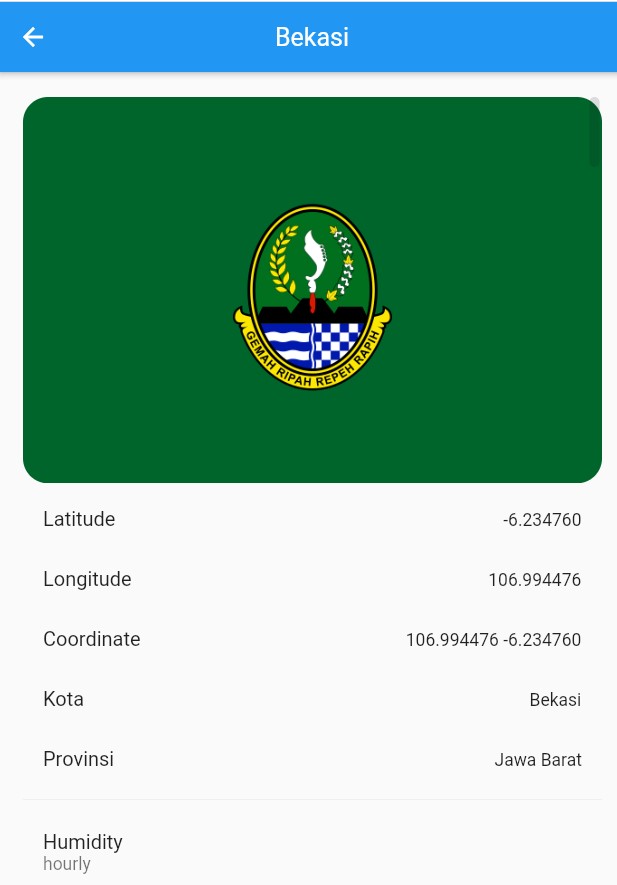 Bekasi
GEMAH RIPAH REPEH RAPIH
Latitude -6.234760
Longitude 106.994476
Coordinate 106.994476 -6.234760
Kota Bekasi
Provinsi Jawa Barat
Humidity
hourly